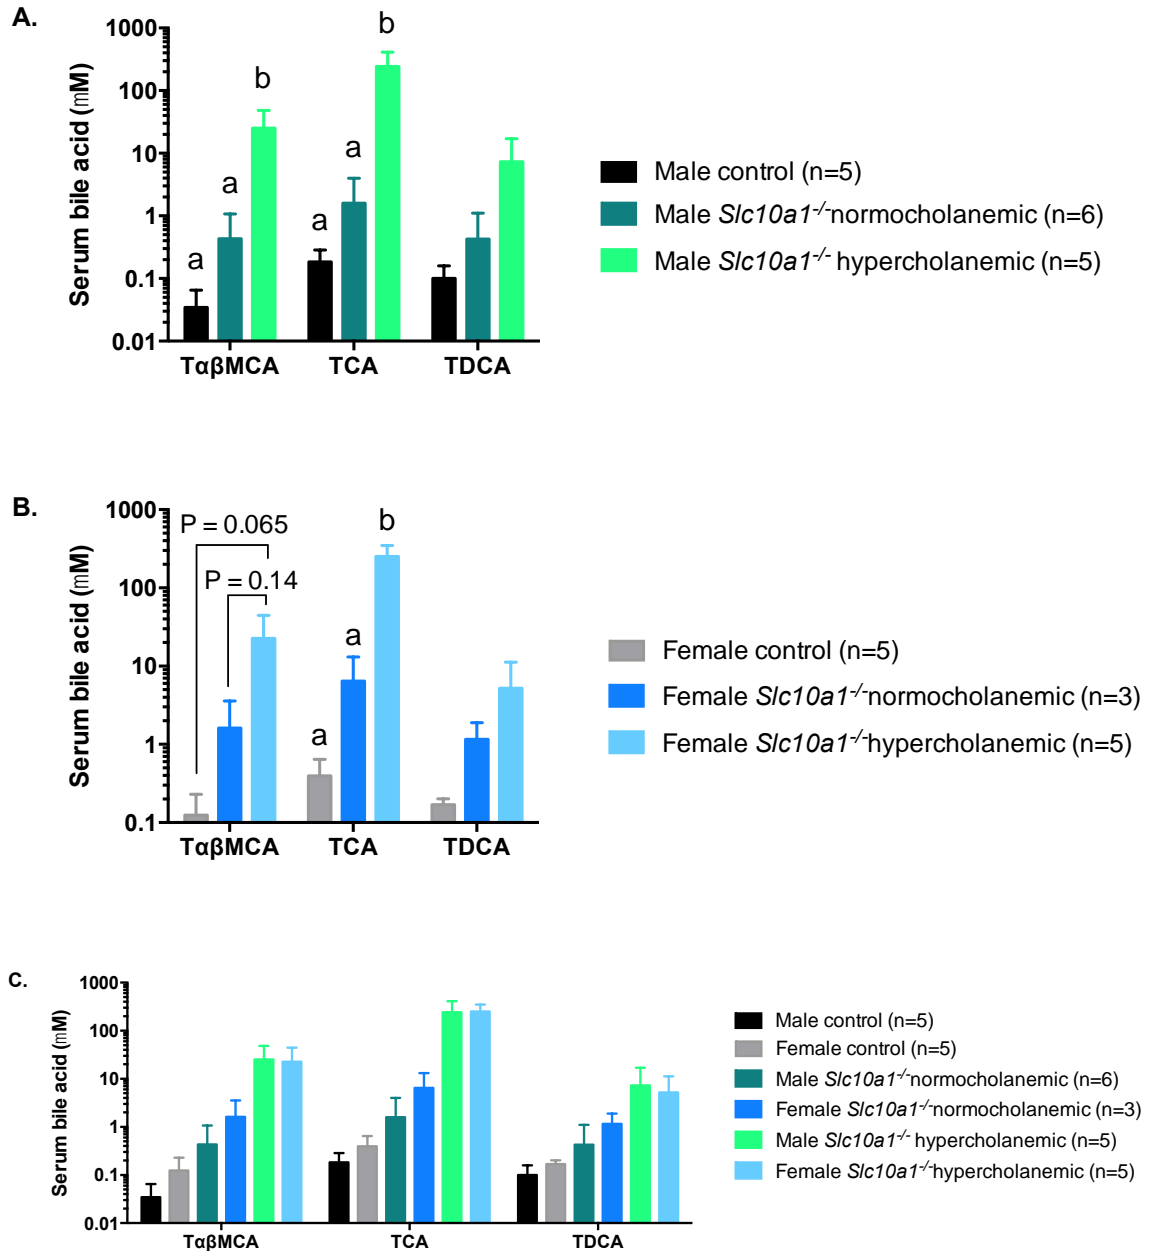 A.
Serum bile acid (mM)
1000
100
10
1
0.1
0.01
a
a
b
a
a
b
TαβMCA
TCA
TDCA
Male control (n=5)
Male Slc10a1-/-normocholanemic (n=6)
Male Slc10a1-/- hypercholanemic (n=5)
B.
Serum bile acid (mM)
1000
100
10
1
0.1
P = 0.065
P = 0.14
a
a
b
TαβMCA
TCA
TDCA
Female control (n=5)
Female Slc10a1-/-normocholanemic (n=3)
Female Slc10a1-/-hypercholanemic (n=5)
C.
Serum bile acid (mM)
1000
100
10
1
0.1
0.01
TαβMCA
TCA
TDCA
Male control (n=5)
Female control (n=5)
Male Slc10a1-/-normocholanemic (n=6)
Female Slc10a1-/-normocholanemic (n=3)
Male Slc10a1-/- hypercholanemic (n=5)
Female Slc10a1-/-hypercholanemic (n=5)